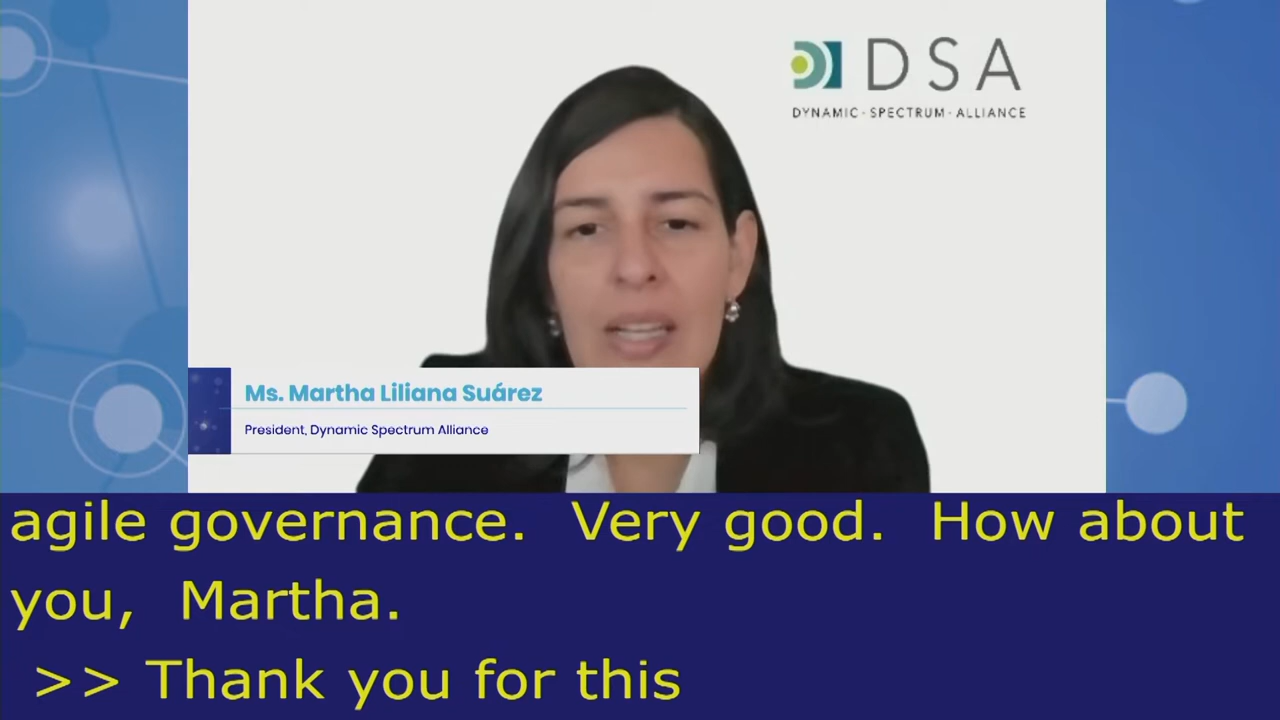 DSA
DYNAMIC · SPECTRUM · ALLIANCE
Ms. Martha Liliana Suárez
President, Dynamic Spectrum Alliance
agile governance.  Very good.  How about
you,  Martha.
>> Thank you for this